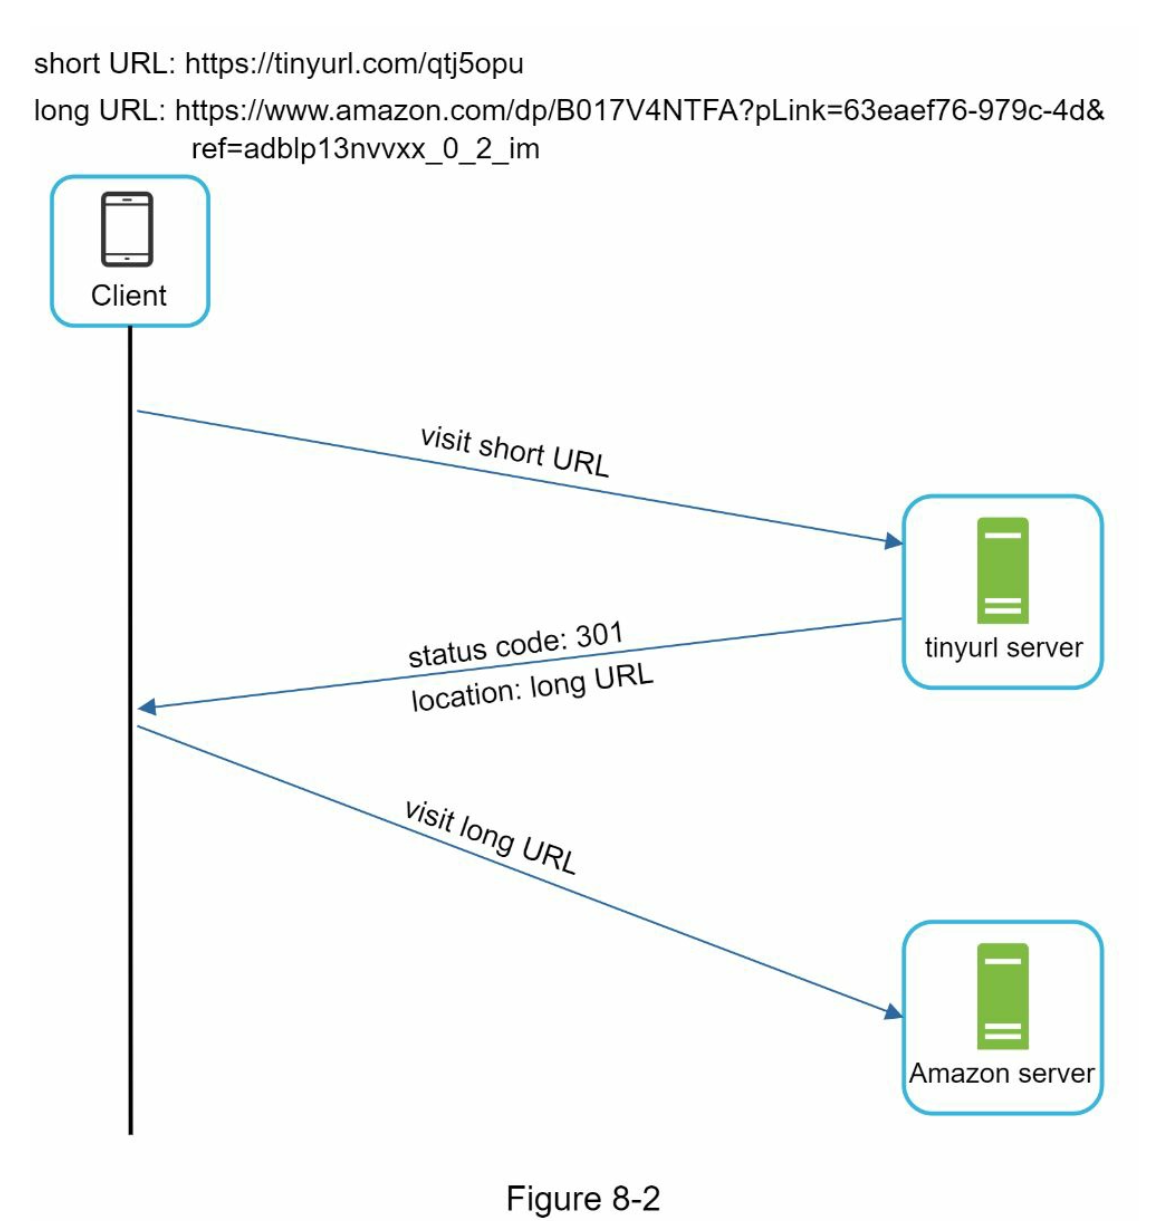 short URL: https://tinyurl.com/qtj5opu
long URL: https://www.amazon.com/dp/B017V4NTFA?pLink=63eaef76-979c-4d&
ref=adblp13nvvxx_0_2_im
Client
visit short URL
status code: 301
location: long URL
tinyurl server
visit long URL
Amazon server
Figure 8-2